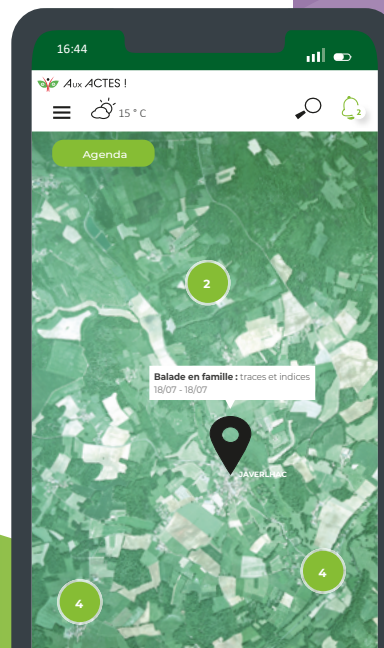 16:44
Aux ACTES !
15 ° C
2
Agenda
2
Balade en famille : traces et indices
18/07 - 18/07
JAVERLHAC
4
4